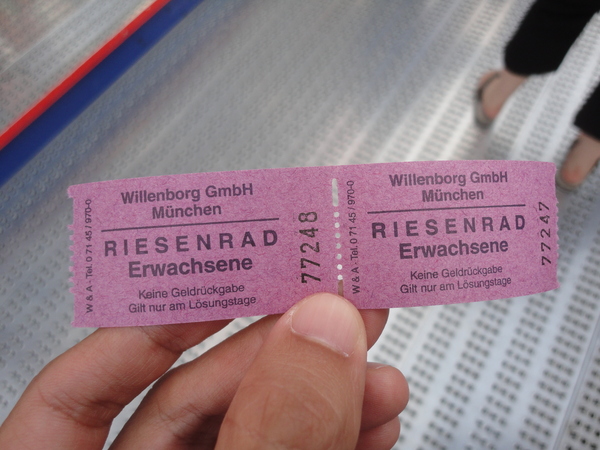 W & A · Tel. 0 71 45 / 970-0
Willenborg GmbH
München
RIESENRAD
Erwachsene
Keine Geldrückgabe
Gilt nur am Lösungstage
77248
W & A · Tel. 0 71 45 / 970-0
Willenborg GmbH
München
RIESENRAD
Erwachsene
Keine Geldrückgabe
Gilt nur am Lösungstage
77247